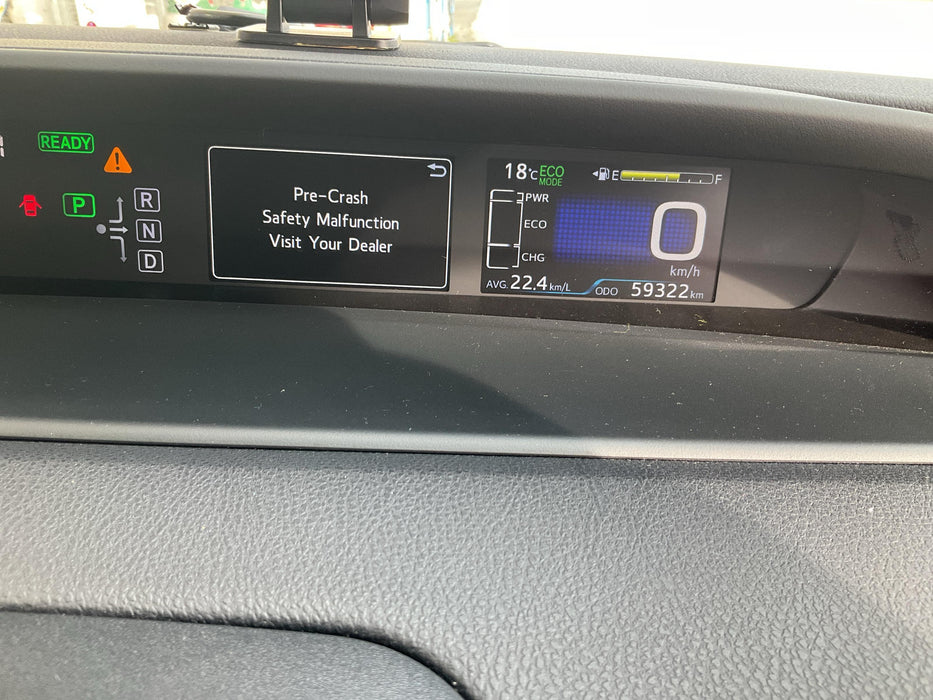 READY
P
R
N
D
Pre-Crash
Safety Malfunction
Visit Your Dealer
18°C ECO MODE
E F
PWR
ECO
CHG
0
km/h
AVG. 22.4 km/L ODO 59322 km